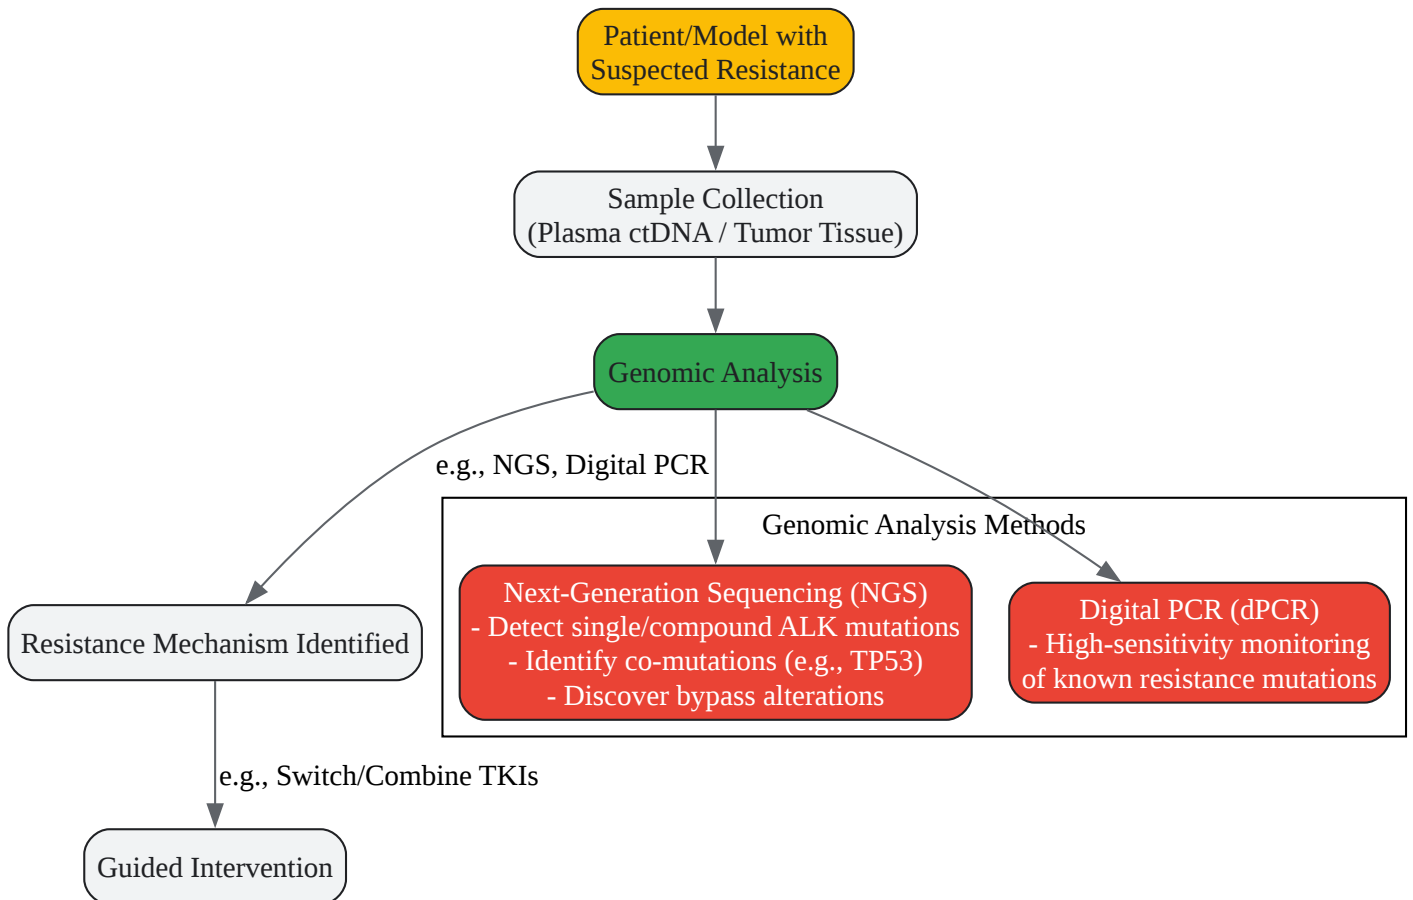 Patient/Model with
Suspected Resistance
Sample Collection
(Plasma ctDNA / Tumor Tissue)
Genomic Analysis
e.g., NGS, Digital PCR
Genomic Analysis Methods
Next-Generation Sequencing (NGS)
- Detect single/compound ALK mutations
- Identify co-mutations (e.g., TP53)
- Discover bypass alterations
Digital PCR (dPCR)
- High-sensitivity monitoring
of known resistance mutations
Resistance Mechanism Identified
e.g., Switch/Combine TKIs
Guided Intervention